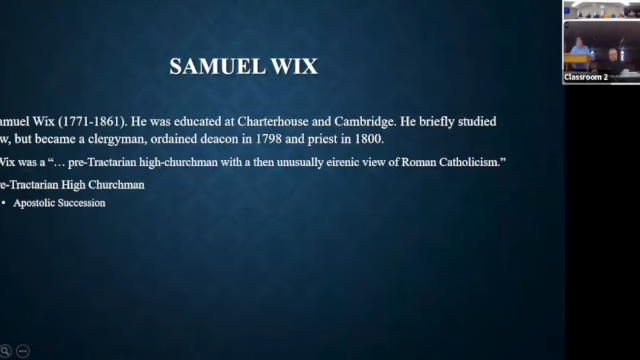 SAMUEL WIX
amuel Wix (1771-1861). He was educated at Charterhouse and Cambridge. He briefly studied
w, but became a clergyman, ordained deacon in 1798 and priest in 1800.
Wix was a “… pre-Tractarian high-churchman with a then unusually eirenic view of Roman Catholicism.”
e-Tractarian High Churchman
• Apostolic Succession
Classroom 2